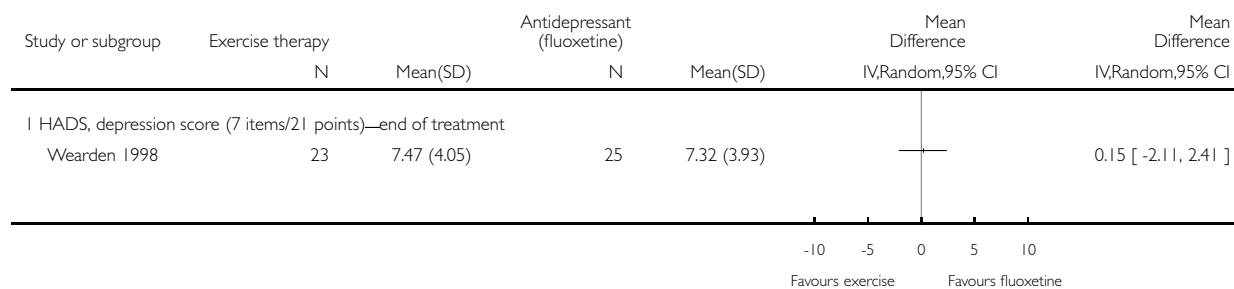 Study or subgroup Exercise therapy Antidepressant (fluoxetine) Mean Difference Mean Difference
N Mean(SD) N Mean(SD) IV,Random,95% CI IV,Random,95% CI
1 HADS, depression score (7 items/21 points)—end of treatment
Wearden 1998 23 7.47 (4.05) 25 7.32 (3.93) 0.15 [ -2.11, 2.41 ]
-10 -5 0 5 10
Favours exercise Favours fluoxetine